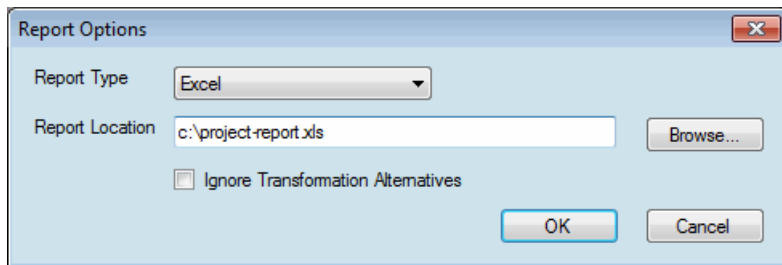 Report Options
Report Type Excel
Report Location c:\project-report.xls Browse...
Ignore Transformation Alternatives
OK Cancel